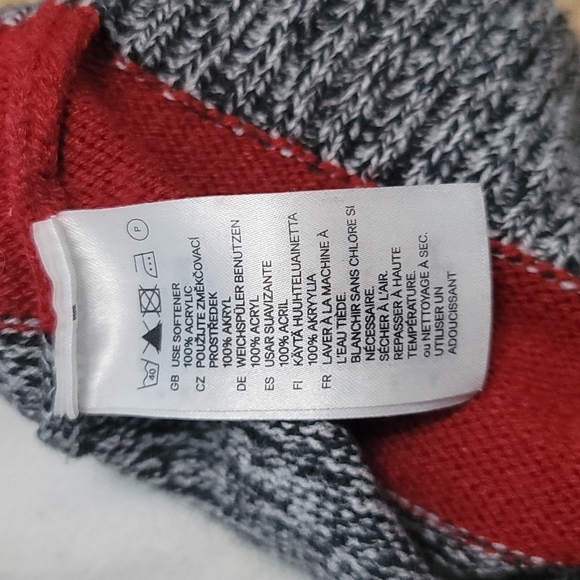 40 P
GB USE SOFTENER
100% ACRYLIC
CZ POUŽIJTE ZMĚKČOVACÍ
PROSTŘEDEK
100% AKRYL
DE WEICHSPÜLER BENUTZEN
100% ACRYL
ES USAR SUAVIZANTE
100% ACRIL
FI KÄYTÄ HUUHTELUAINETTA
100% AKRYYLIA
FR LAVER À LA MACHINE À
L'EAU TIÈDE.
BLANCHIR SANS CHLORE SI
NÉCESSAIRE.
SÉCHER À L'AIR.
REPASSER À HAUTE
TEMPÉRATURE.
ou NETTOYAGE À SEC.
UTILISER UN
ADOUCISSANT